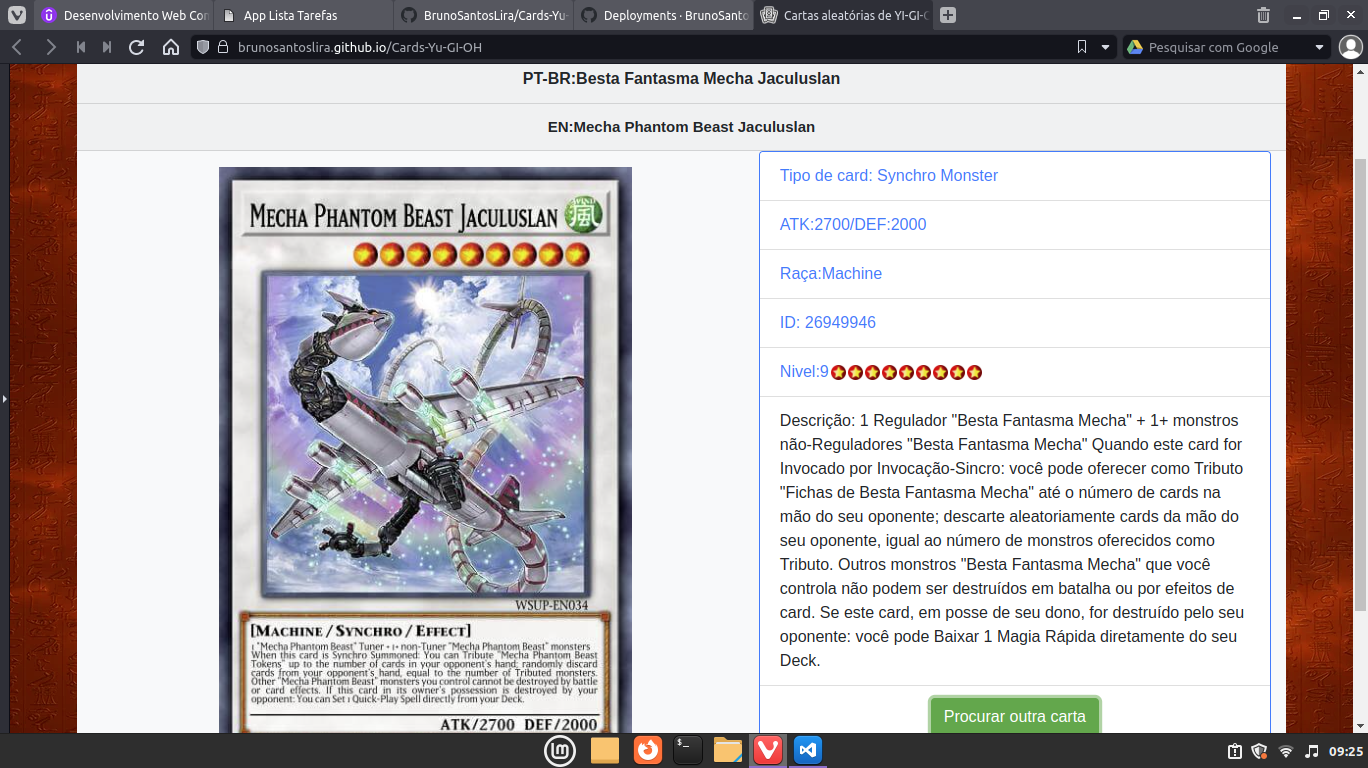 Desenvolvimento Web Con
App Lista Tarefas
BrunoSantosLira/Cards-Yu-
Deployments · BrunoSanto
Cartas aleatórias de YI-GI-O
brunosantoslira.github.io/Cards-Yu-GI-OH
Pesquisar com Google
PT-BR:Besta Fantasma Mecha Jaculuslan
EN:Mecha Phantom Beast Jaculuslan
MECHA PHANTOM BEAST JACULUSLAN
WIND
風
WSUP-EN034
[MACHINE / SYNCHRO / EFFECT]
1 "Mecha Phantom Beast" Tuner + 1+ non-Tuner "Mecha Phantom Beast" monsters
When this card is Synchro Summoned: You can Tribute "Mecha Phantom Beast
Tokens" up to the number of cards in your opponent's hand; randomly discard
cards from your opponent's hand, equal to the number of Tributed monsters.
Other "Mecha Phantom Beast" monsters you control cannot be destroyed by battle
or card effects. If this card in its owner's possession is destroyed by your
opponent: You can Set 1 Quick-Play Spell directly from your Deck.
ATK/2700 DEF/2000
Tipo de card: Synchro Monster
ATK:2700/DEF:2000
Raça:Machine
ID: 26949946
Nivel:9
Descrição: 1 Regulador "Besta Fantasma Mecha" + 1+ monstros
não-Reguladores "Besta Fantasma Mecha" Quando este card for
Invocado por Invocação-Sincro: você pode oferecer como Tributo
"Fichas de Besta Fantasma Mecha" até o número de cards na
mão do seu oponente; descarte aleatoriamente cards da mão do
seu oponente, igual ao número de monstros oferecidos como
Tributo. Outros monstros "Besta Fantasma Mecha" que você
controla não podem ser destruídos em batalha ou por efeitos de
card. Se este card, em posse de seu dono, for destruído pelo seu
oponente: você pode Baixar 1 Magia Rápida diretamente do seu
Deck.
Procurar outra carta
09:25